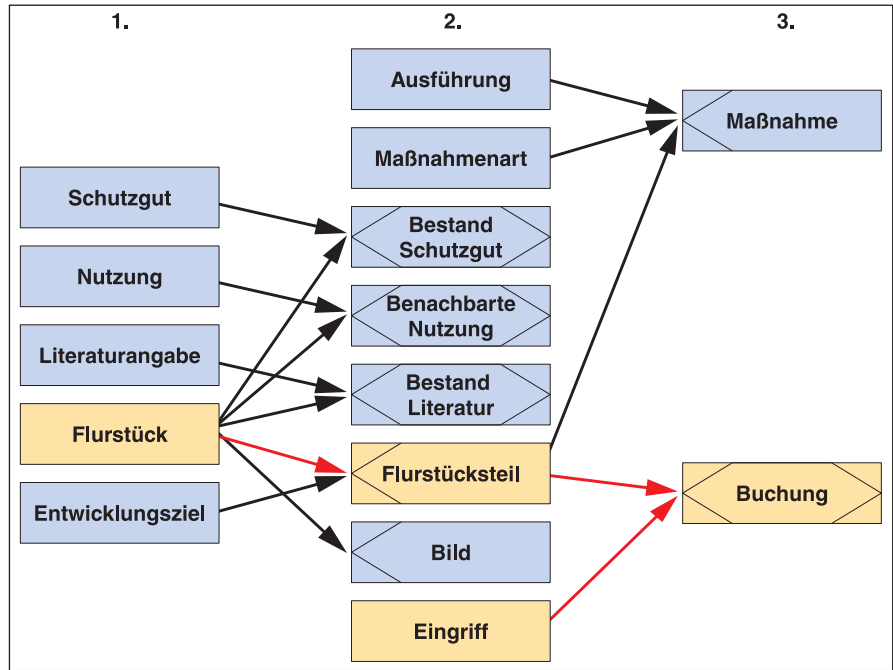 1.
2.
3.
Schutzgut
Nutzung
Literaturangabe
Flurstück
Entwicklungsziel
Ausführung
Maßnahmenart
Bestand
Schutzgut
Benachbarte
Nutzung
Bestand
Literatur
Flurstücksteil
Bild
Eingriff
Maßnahme
Buchung